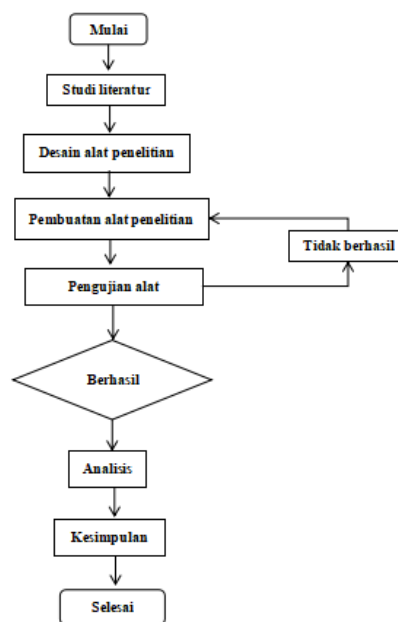 Mulai
Studi literatur
Desain alat penelitian
Pembuatan alat penelitian
Tidak berhasil
Pengujian alat
Berhasil
Analisis
Kesimpulan
Selesai